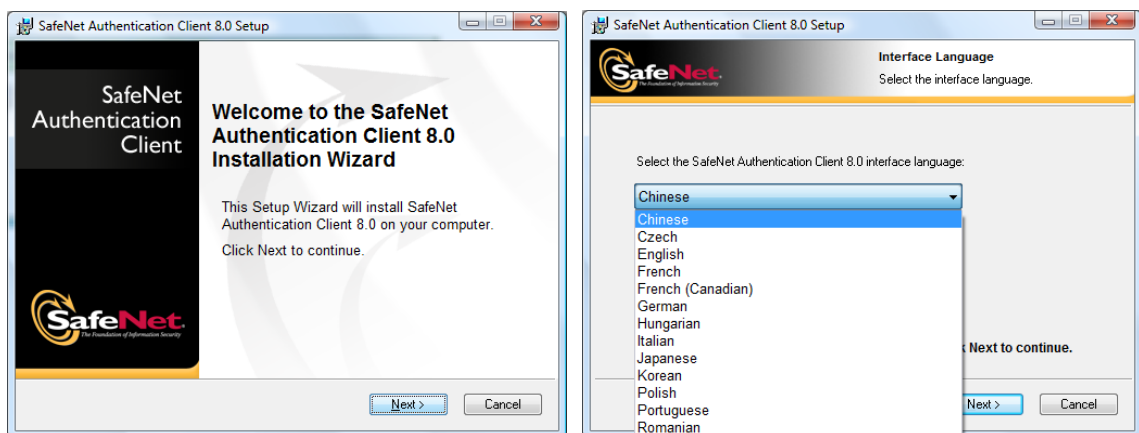 SafeNet Authentication Client 8.0 Setup
SafeNet
Authentication
Client
Welcome to the SafeNet
Authentication Client 8.0
Installation Wizard
This Setup Wizard will install SafeNet
Authentication Client 8.0 on your computer.
Click Next to continue.
SafeNet.
The Foundation of Information Security
Next >
Cancel
SafeNet Authentication Client 8.0 Setup
SafeNet.
The Foundation of Information Security
Interface Language
Select the interface language.
Select the SafeNet Authentication Client 8.0 interface language:
Chinese
Chinese
Czech
English
French
French (Canadian)
German
Hungarian
Italian
Japanese
Korean
Polish
Portuguese
Romanian
Next to continue.
Next >
Cancel